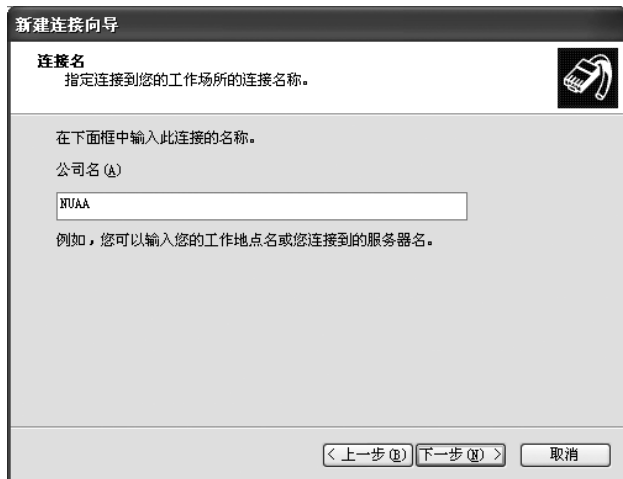 新建连接向导
连接名
指定连接到您的工作场所的连接名称。
在下面框中输入此连接的名称。
公司名(A)
NUAA
例如，您可以输入您的工作地点名或您连接到的服务器名。
< 上一步(B) 下一步(N) > 取消